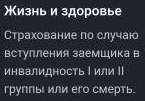 Жизнь и здоровье
Страхование по случаю
вступления заемщика в
инвалидность I или II
группы или его смерть.